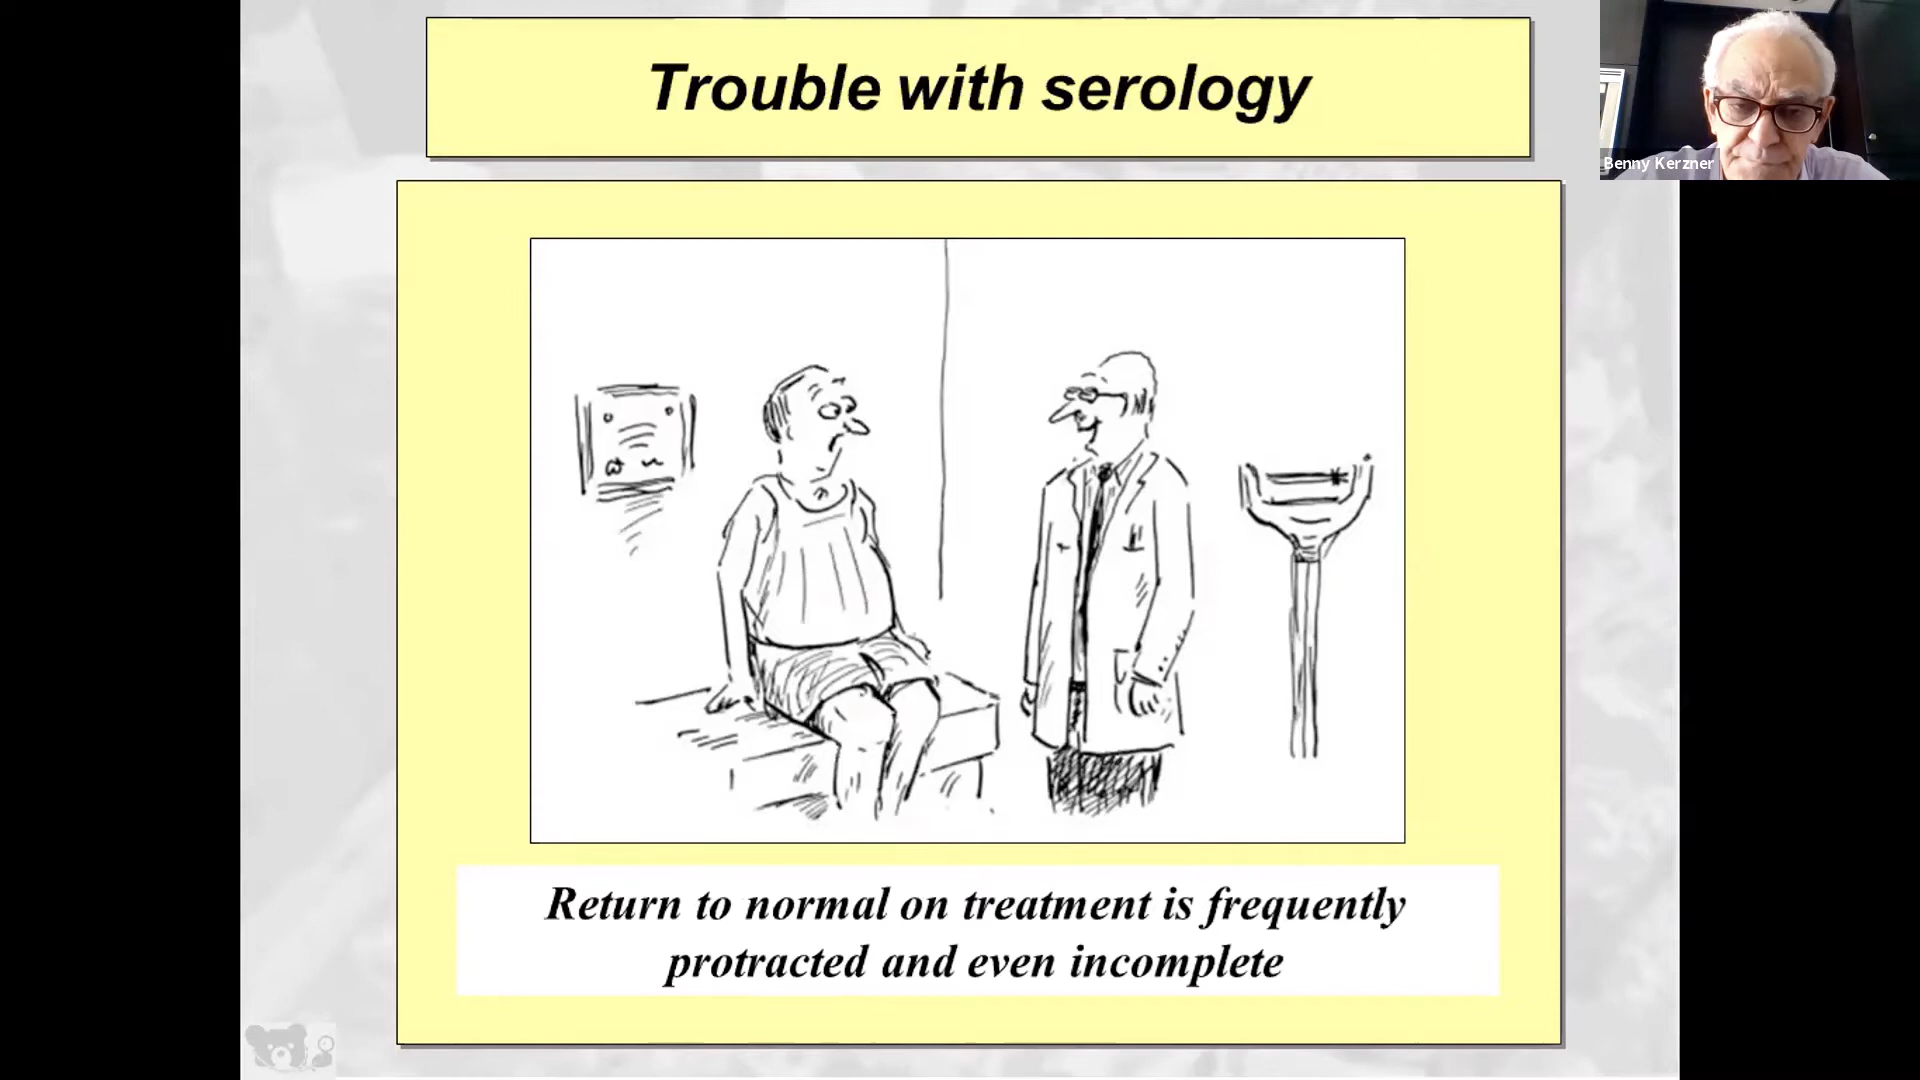 Trouble with serology
Benny Kerzner
Return to normal on treatment is frequently
protracted and even incomplete